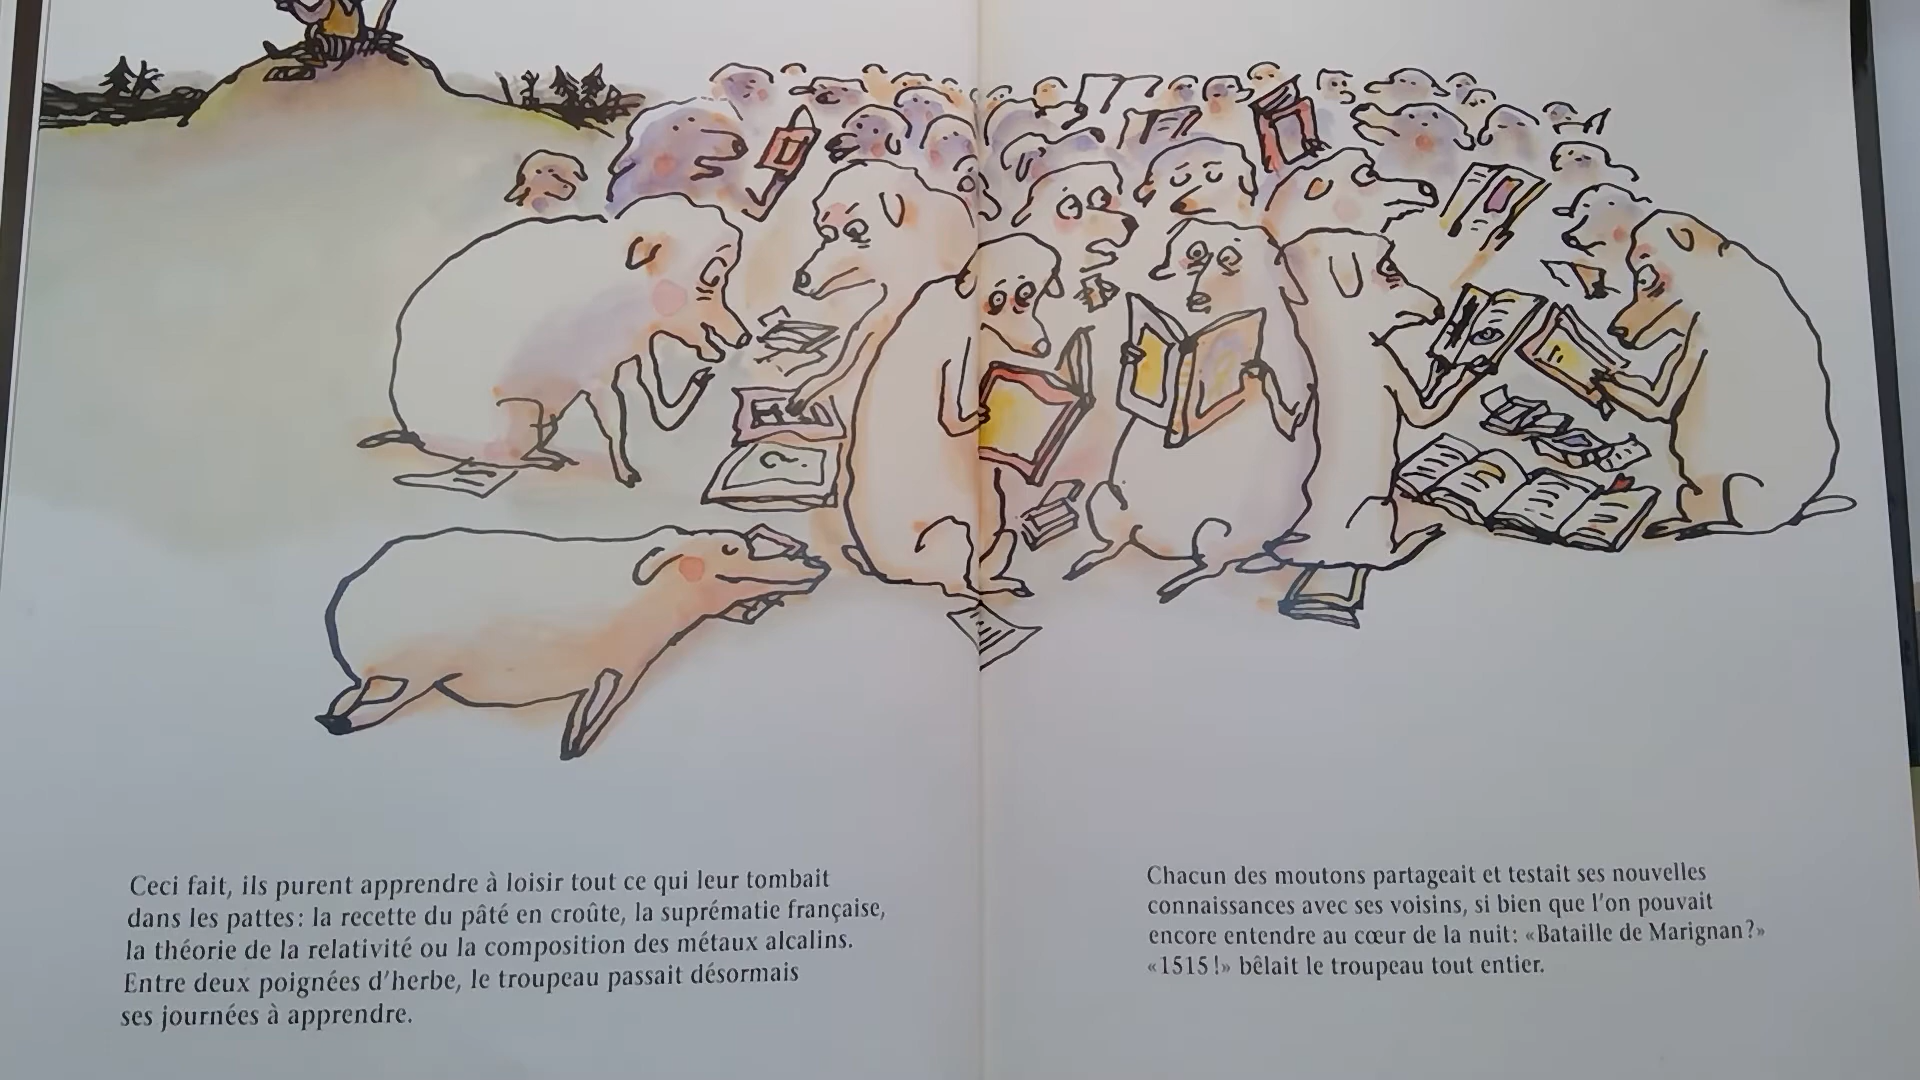 Ceci fait, ils purent apprendre à loisir tout ce qui leur tombait
dans les pattes: la recette du pâté en croûte, la suprématie française,
la théorie de la relativité ou la composition des métaux alcalins.
Entre deux poignées d'herbe, le troupeau passait désormais
ses journées à apprendre.
Chacun des moutons partageait et testait ses nouvelles
connaissances avec ses voisins, si bien que l'on pouvait
encore entendre au cœur de la nuit: «Bataille de Marignan?»
«1515!» bêlait le troupeau tout entier.